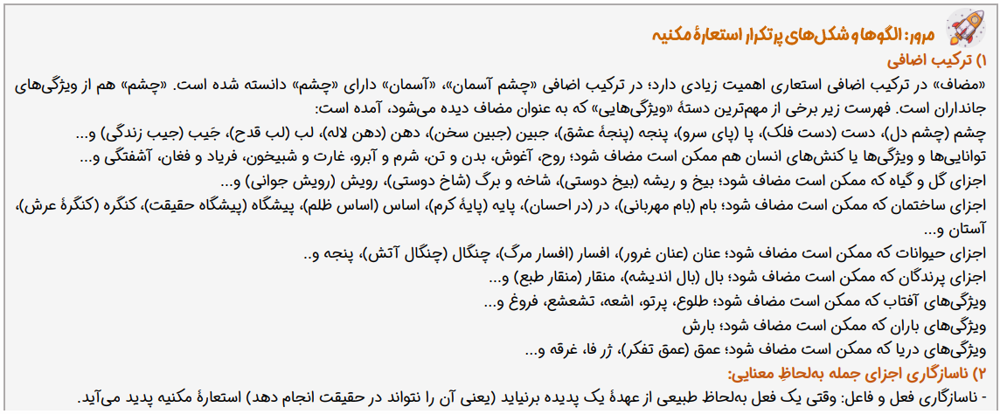 مرور: الگوها و شکل‌های پرتکرار استعارهٔ مکنیه
۱) ترکیب اضافی
«مضاف» در ترکیب اضافی استعاری اهمیت زیادی دارد؛ در ترکیب اضافی «چشم آسمان»، «آسمان» دارای «چشم» دانسته شده است. «چشم» هم از ویژگی‌های
جانداران است. فهرست زیر برخی از مهم‌ترین دستهٔ «ویژگی‌هایی» که به عنوان مضاف دیده می‌شود، آمده است:
چشم (چشم دل)، دست (دست فلک)، پا (پای سرو)، پنجه (پنجهٔ عشق)، جبین (جبین سخن)، دهن (دهن لاله)، لب (لب قدح)، جَیب (جیب زندگی) و...
توانایی‌ها و ویژگی‌ها یا کنش‌های انسان هم ممکن است مضاف شود؛ روح، آغوش، بدن و تن، شرم و آبرو، غارت و شبیخون، فریاد و فغان، آشفتگی و...
اجزای گل و گیاه که ممکن است مضاف شود؛ بیخ و ریشه (بیخ دوستی)، شاخه و برگ (شاخ دوستی)، رویش (رویش جوانی) و...
اجزای ساختمان که ممکن است مضاف شود؛ بام (بام مهربانی)، در (در احسان)، پایه (پایهٔ کرم)، اساس (اساس ظلم)، پیشگاه (پیشگاه حقیقت)، کنگره (کنگرهٔ عرش)،
آستان و...
اجزای حیوانات که ممکن است مضاف شود؛ عنان (عنان غرور)، افسار (افسار مرگ)، چنگال (چنگال آتش)، پنجه و..
اجزای پرندگان که ممکن است مضاف شود؛ بال (بال اندیشه)، منقار (منقار طبع) و...
ویژگی‌های آفتاب که ممکن است مضاف شود؛ طلوع، پرتو، اشعه، تشعشع، فروغ و...
ویژگی‌های باران که ممکن است مضاف شود؛ بارش
ویژگی‌های دریا که ممکن است مضاف شود؛ عمق (عمق تفکر)، ژر فا، غرقه و...
۲) ناسازگاری اجزای جمله به‌لحاظِ معنایی:
- ناسازگاری فعل و فاعل: وقتی یک فعل به‌لحاظ طبیعی از عهدهٔ یک پدیده برنیاید (یعنی آن را نتواند در حقیقت انجام دهد) استعارهٔ مکنیه پدید می‌آید.